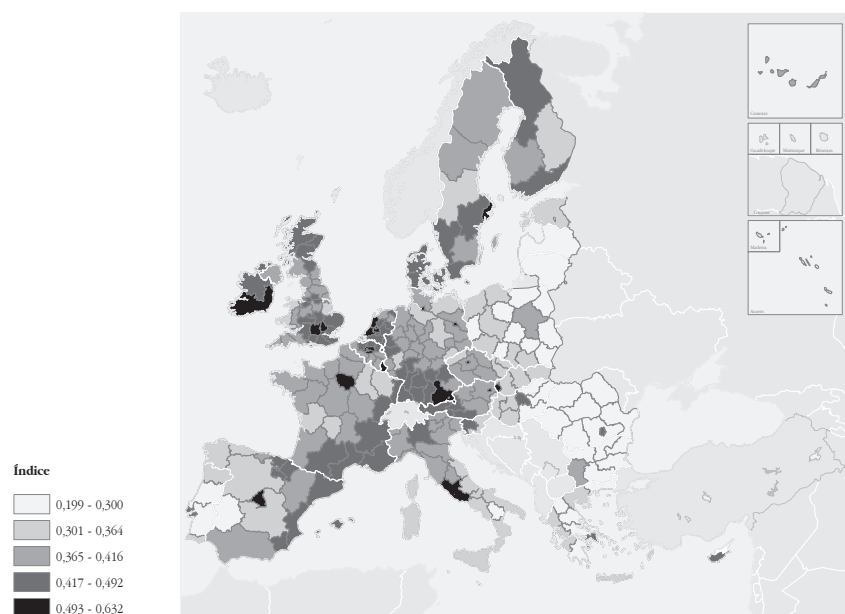 Canarias
Guadeloupe Martinique Réunion
Guyane
Madeira
Açores
Índice
0,199 - 0,300
0,301 - 0,364
0,365 - 0,416
0,417 - 0,492
0,493 - 0,632